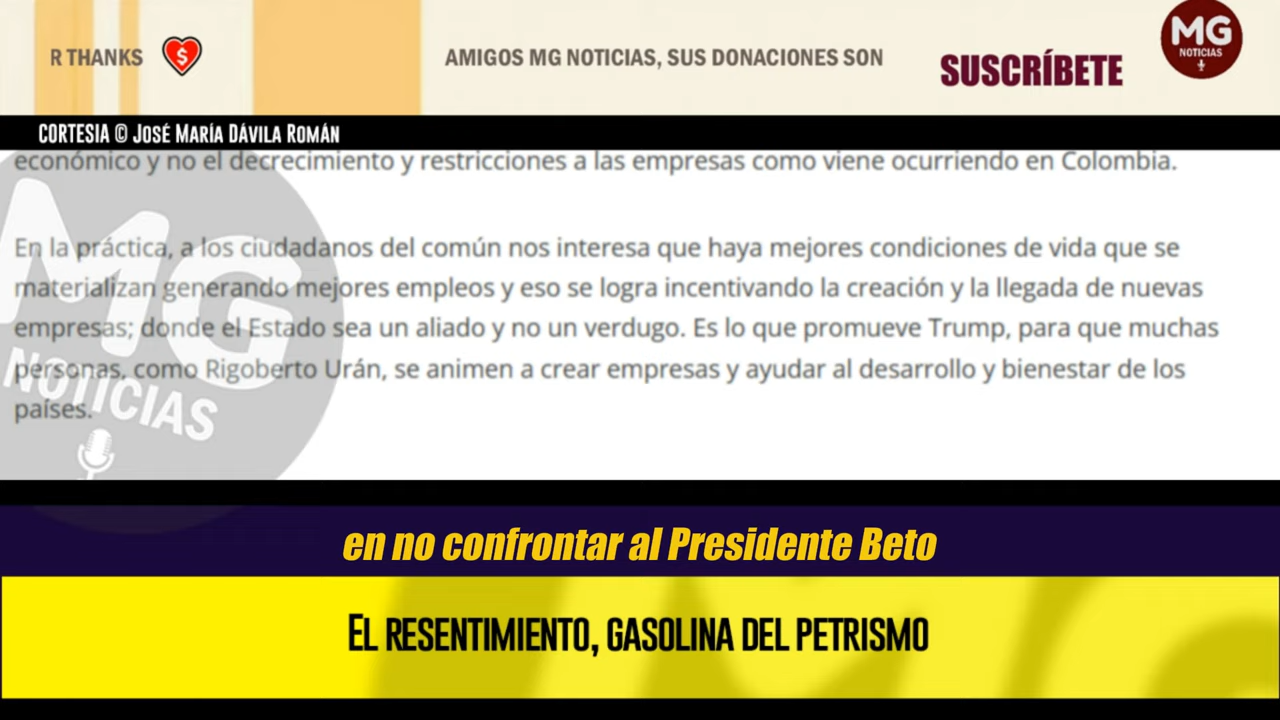 R THANKS
AMIGOS MG NOTICIAS, SUS DONACIONES SON
SUSCRÍBETE
MG
NOTICIAS
CORTESIA © JOSÉ MARÍA DÁVILA ROMÁN
económico y no el decrecimiento y restricciones a las empresas como viene ocurriendo en Colombia.
En la práctica, a los ciudadanos del común nos interesa que haya mejores condiciones de vida que se
materializan generando mejores empleos y eso se logra incentivando la creación y la llegada de nuevas
empresas; donde el Estado sea un aliado y no un verdugo. Es lo que promueve Trump, para que muchas
personas, como Rigoberto Urán, se animen a crear empresas y ayudar al desarrollo y bienestar de los
países.
MG
NOTICIAS
en no confrontar al Presidente Beto
EL RESENTIMIENTO, GASOLINA DEL PETRISMO